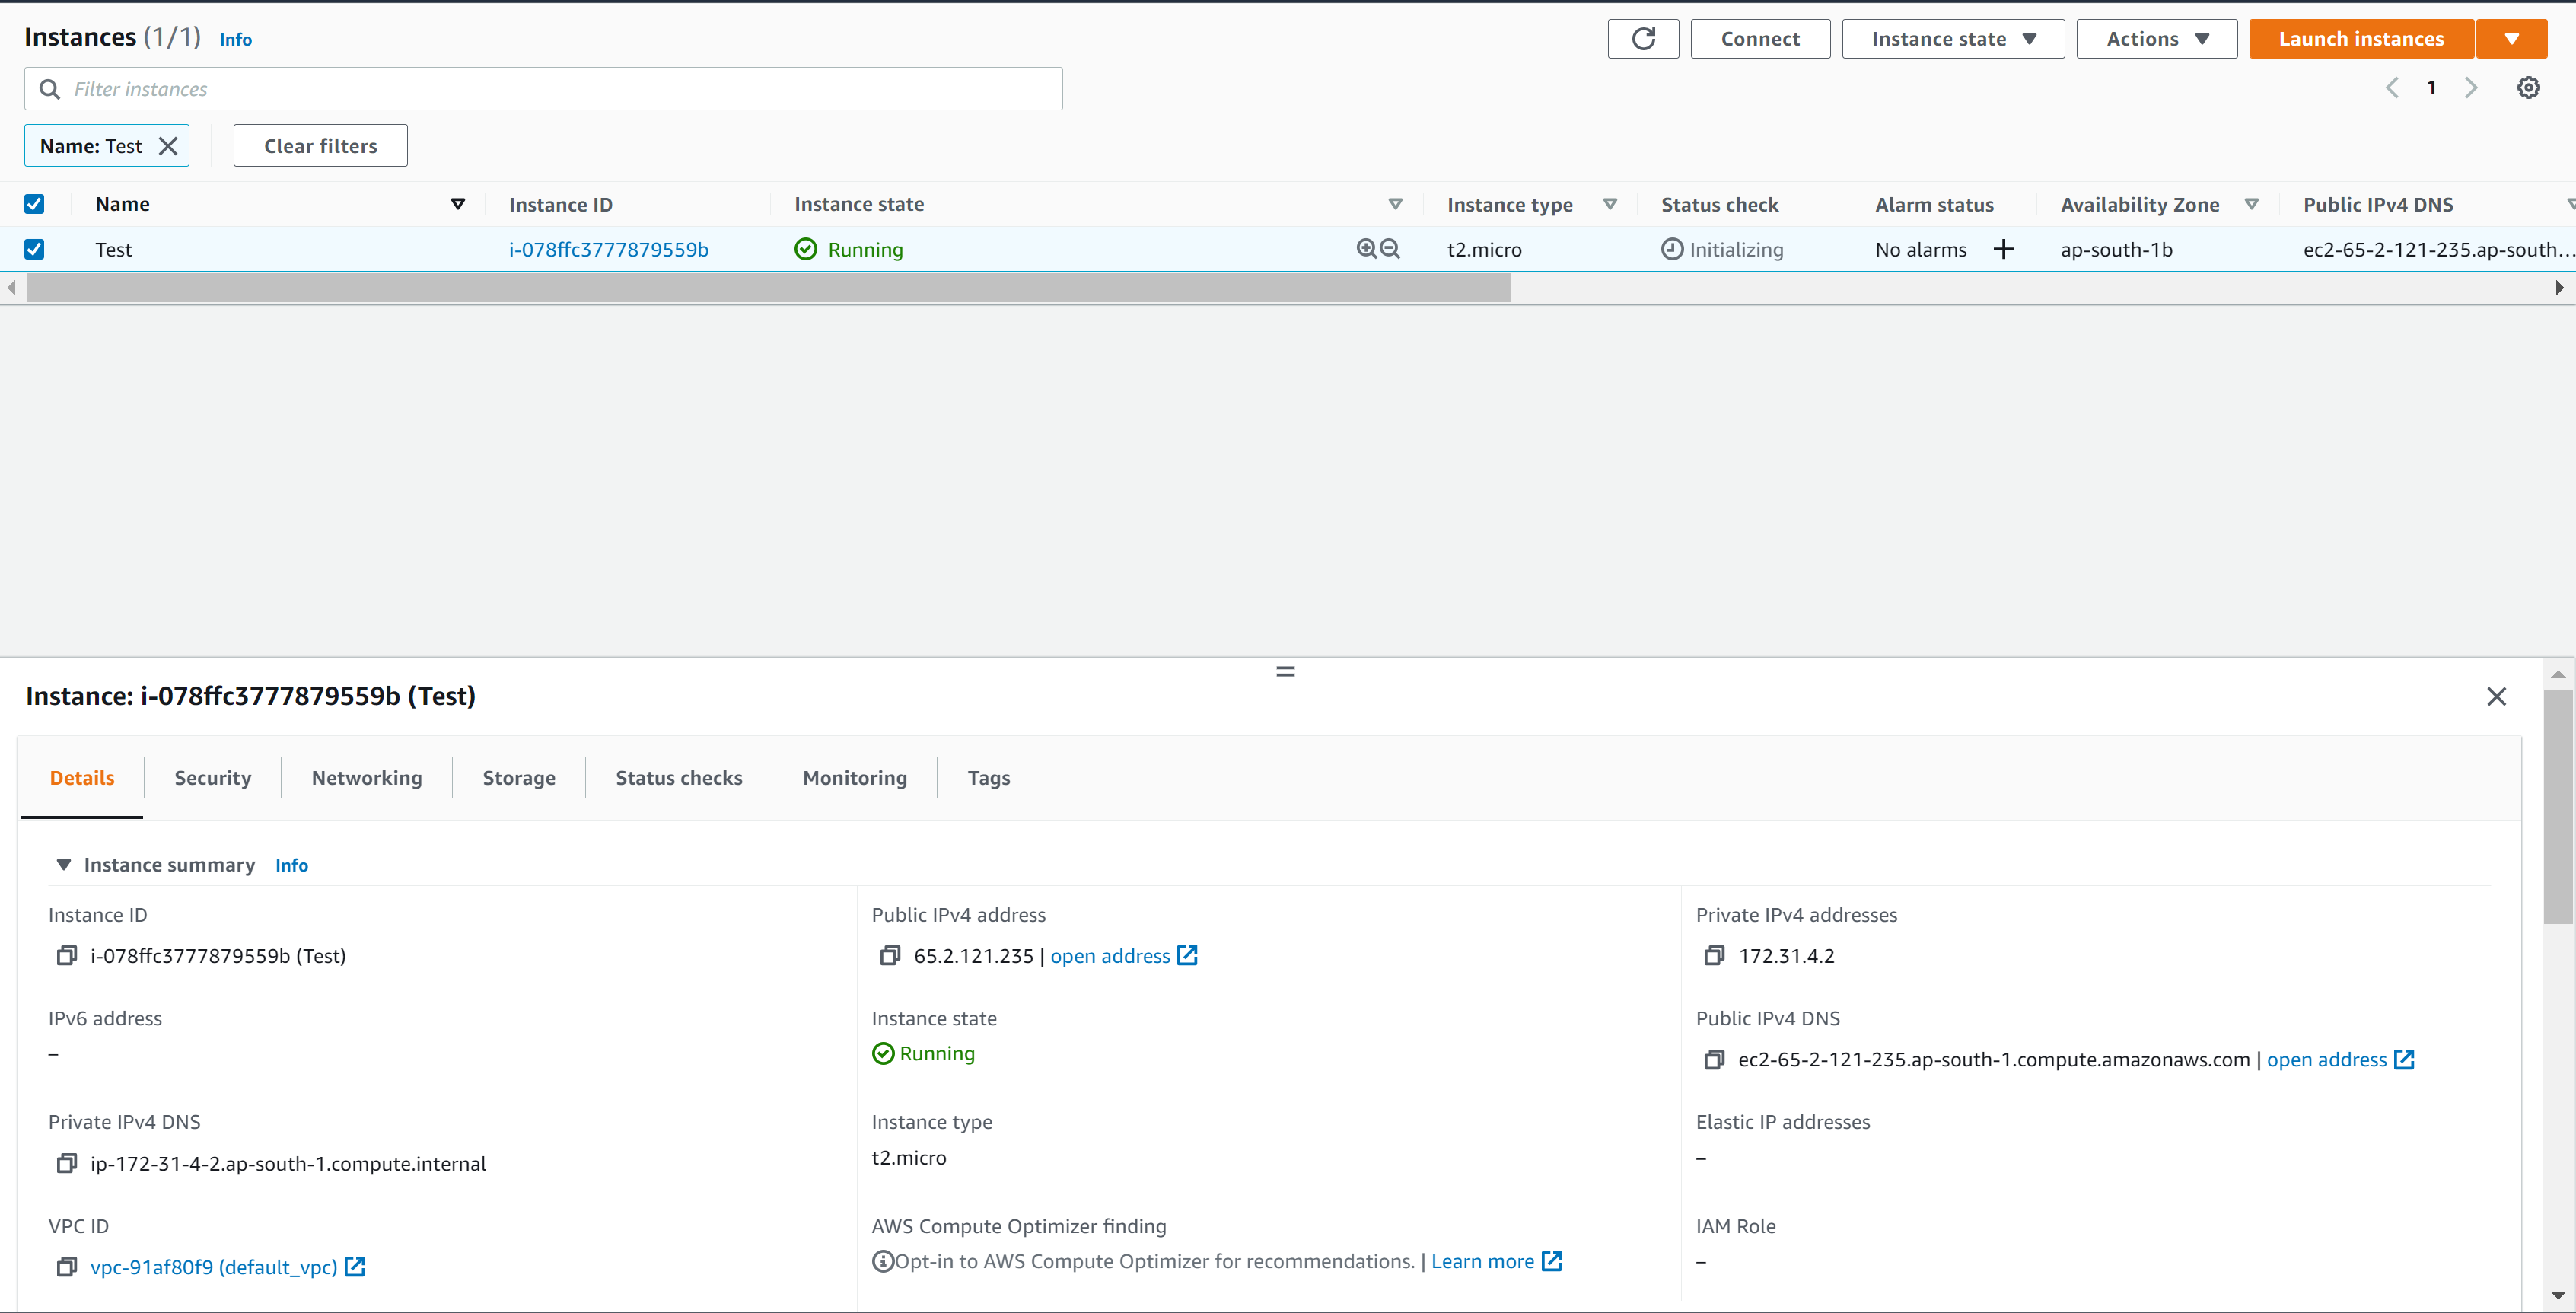 Instances (1/1) Info
Connect
Instance state
Actions
Launch instances
Filter instances
1
Name: Test
Clear filters
Name Instance ID Instance state Instance type Status check Alarm status Availability Zone Public IPv4 DNS
Test i-078ffc3777879559b Running t2.micro Initializing No alarms + ap-south-1b ec2-65-2-121-235.ap-south...
Instance: i-078ffc3777879559b (Test)
Details Security Networking Storage Status checks Monitoring Tags
Instance summary Info
Instance ID
i-078ffc3777879559b (Test)
Public IPv4 address
65.2.121.235 | open address
Private IPv4 addresses
172.31.4.2
IPv6 address
–
Instance state
Running
Public IPv4 DNS
ec2-65-2-121-235.ap-south-1.compute.amazonaws.com | open address
Private IPv4 DNS
ip-172-31-4-2.ap-south-1.compute.internal
Instance type
t2.micro
Elastic IP addresses
–
VPC ID
vpc-91af80f9 (default_vpc)
AWS Compute Optimizer finding
Opt-in to AWS Compute Optimizer for recommendations. | Learn more
IAM Role
–